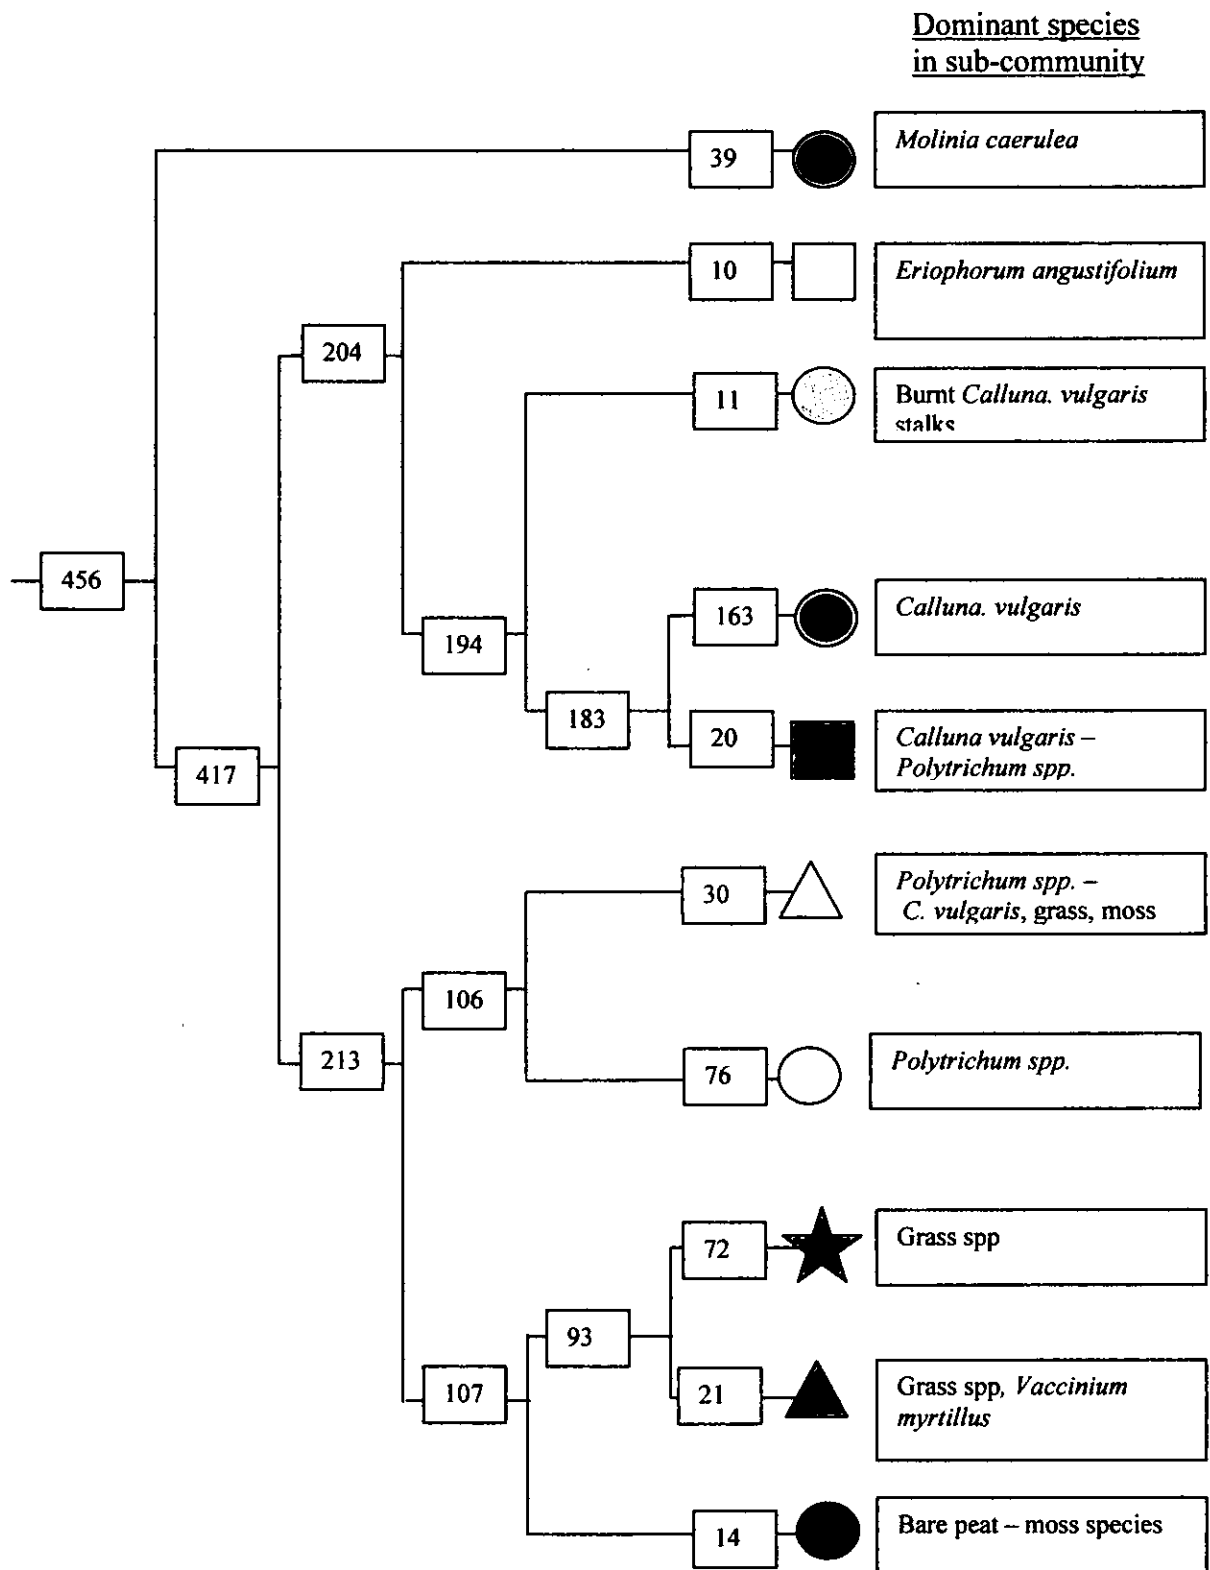 Dominant species
in sub-community
39
Molinia caerulea
10
Eriophorum angustifolium
204
11
Burnt Calluna. vulgaris
stalks
456
163
Calluna. vulgaris
194
183
20
Calluna vulgaris –
Polytrichum spp.
417
30
Polytrichum spp. –
C. vulgaris, grass, moss
106
213
76
Polytrichum spp.
72
Grass spp
93
107
21
Grass spp, Vaccinium
myrtillus
14
Bare peat – moss species